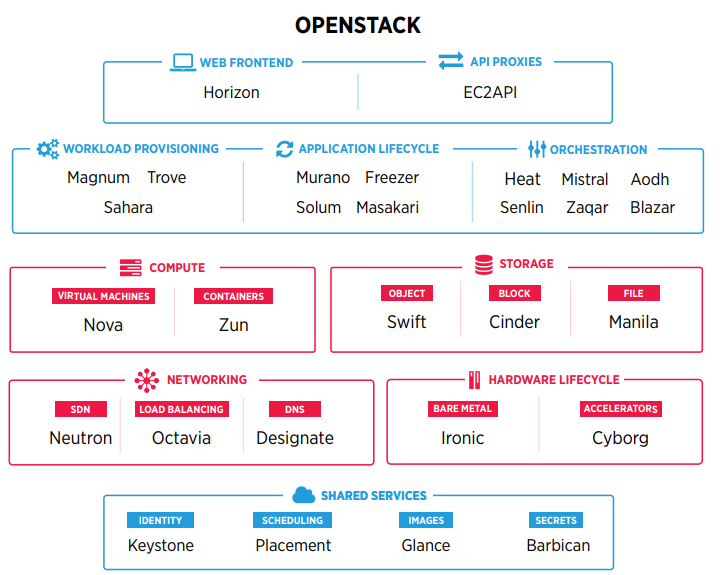 OPENSTACK
WEB FRONTEND API PROXIES
Horizon EC2API
WORKLOAD PROVISIONING APPLICATION LIFECYCLE ORCHESTRATION
Magnum Trove Murano Freezer Heat Mistral Aodh
Sahara Solum Masakari Senlin Zaqar Blazar
COMPUTE STORAGE
VIRTUAL MACHINES CONTAINERS OBJECT BLOCK FILE
Nova Zun Swift Cinder Manila
NETWORKING HARDWARE LIFECYCLE
SDN LOAD BALANCING DNS BARE METAL ACCELERATORS
Neutron Octavia Designate Ironic Cyborg
SHARED SERVICES
IDENTITY SCHEDULING IMAGES SECRETS
Keystone Placement Glance Barbican